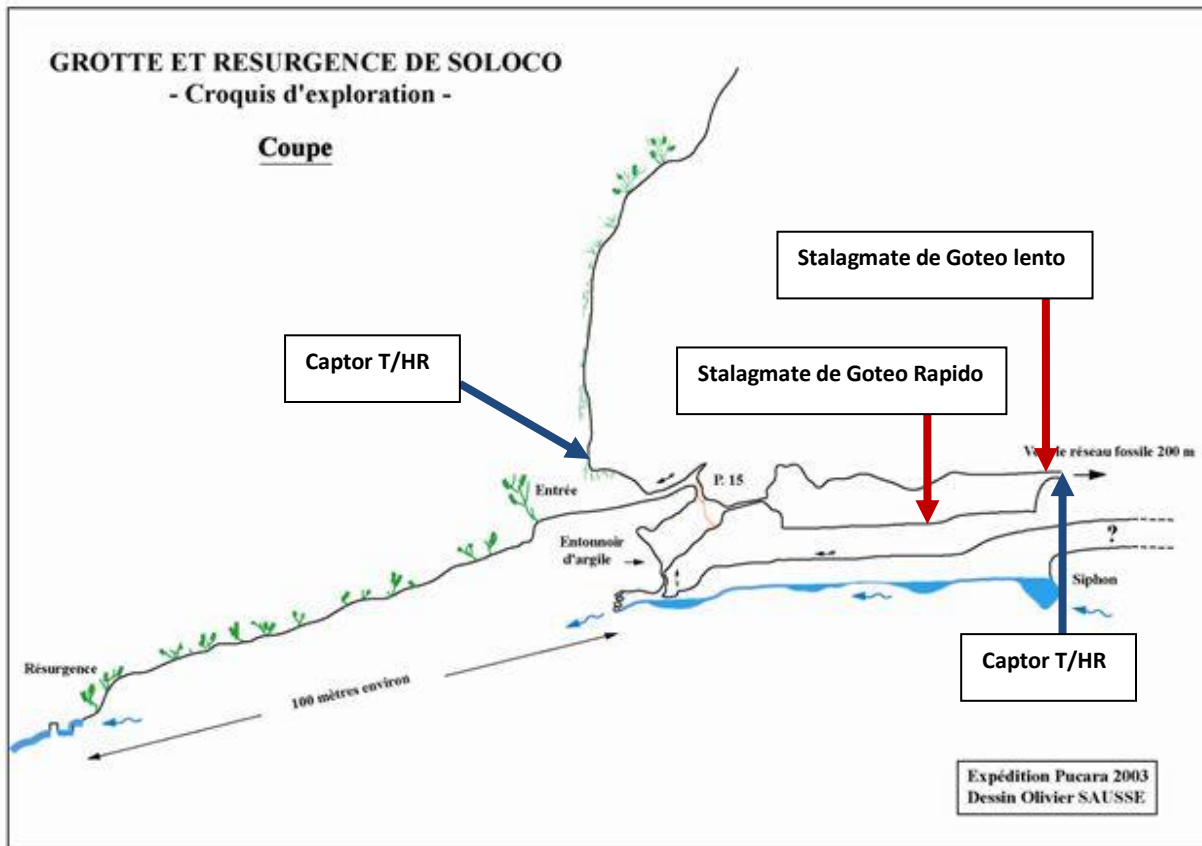 GROTTE ET RESURGENCE DE SOLOCO
- Croquis d'exploration -
Coupe
Stalagmate de Goteo lento
Captor T/HR
Stalagmate de Goteo Rapido
réseau fossile 200 m
P. 15
Entrée
Entonnoir
d'argile
?
Siphon
Captor T/HR
Résurgence
100 mètres environ
Expédition Pucara 2003
Dessin Olivier SAUSSE